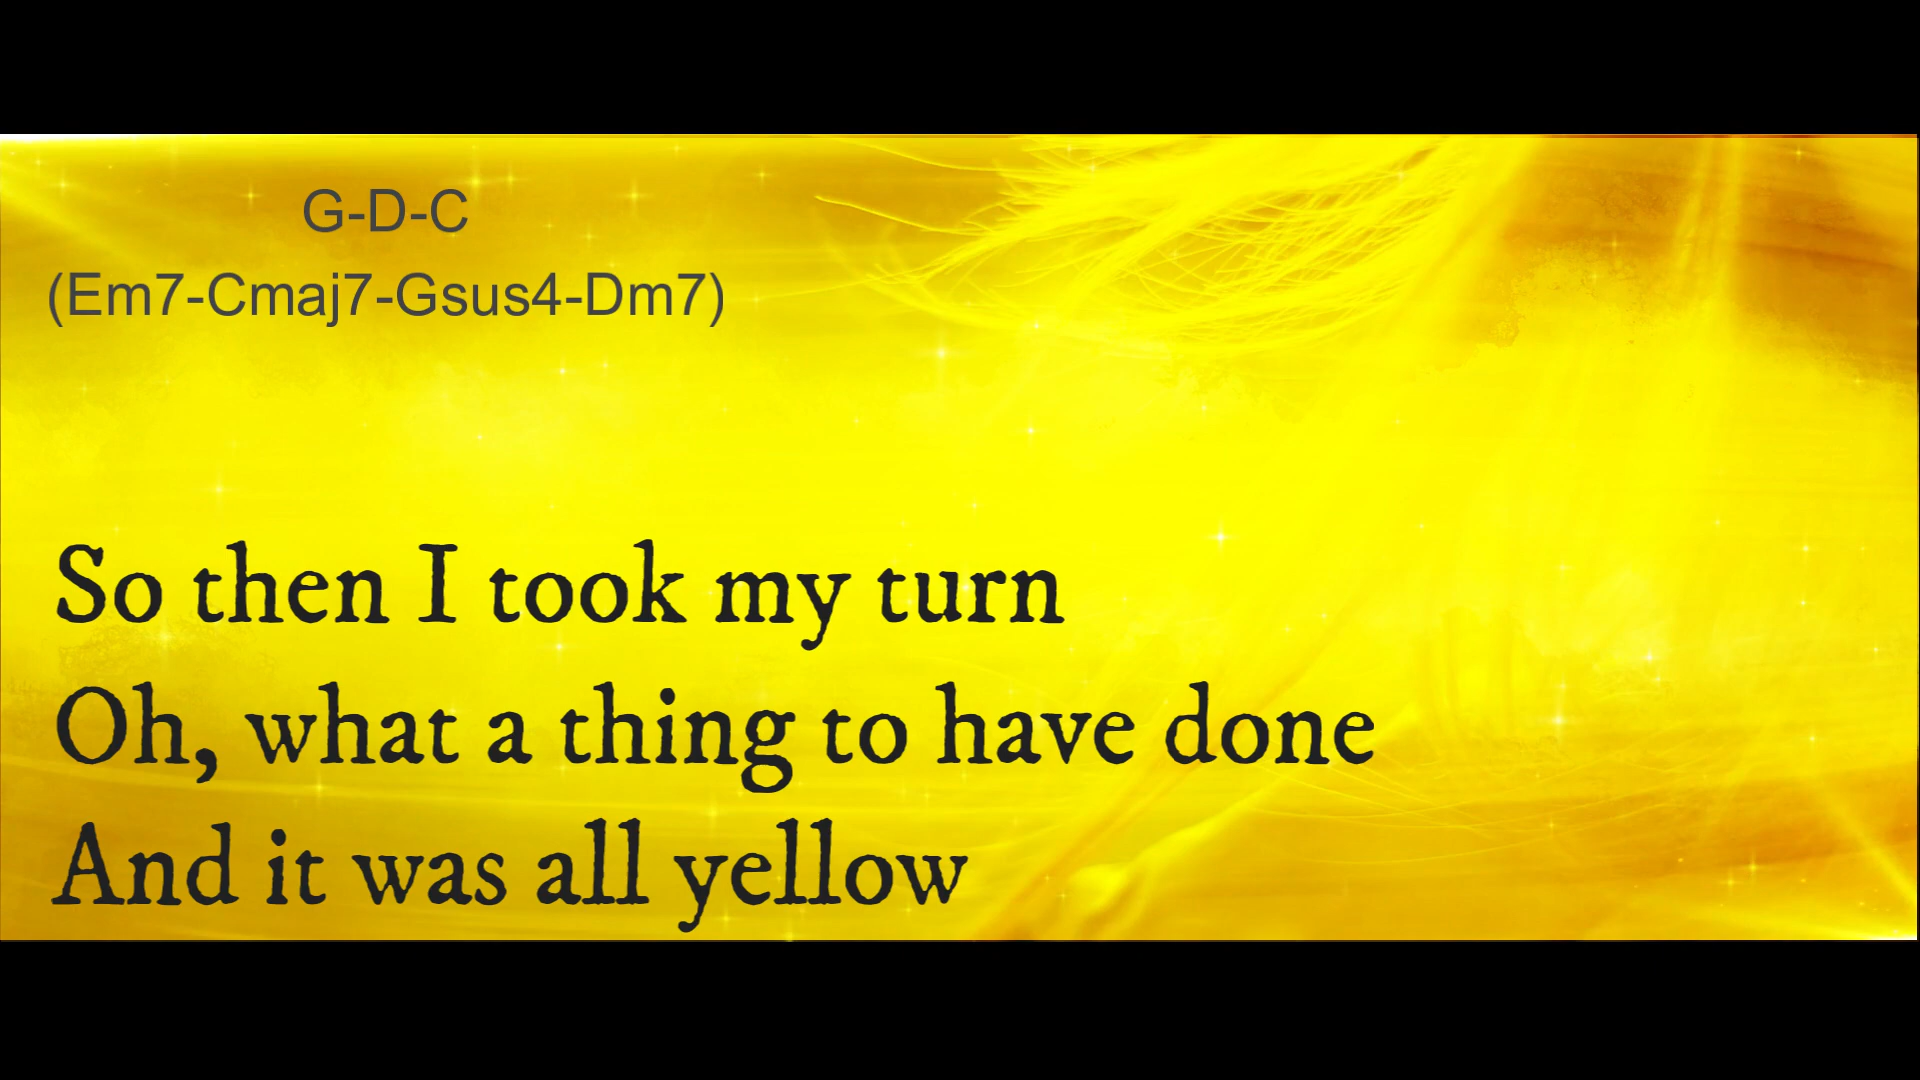 G-D-C
(Em7-Cmaj7-Gsus4-Dm7)
So then I took my turn
Oh, what a thing to have done
And it was all yellow